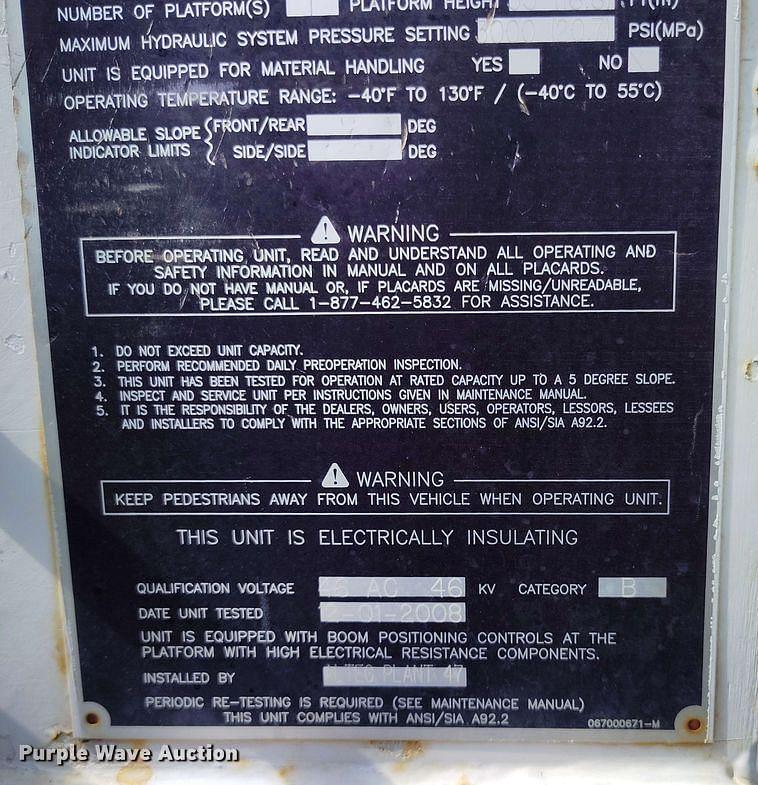 NUMBER OF PLATFORM(S) PLATFORM HEIGHT FT(m)
MAXIMUM HYDRAULIC SYSTEM PRESSURE SETTING PSI(MPa)
UNIT IS EQUIPPED FOR MATERIAL HANDLING YES NO
OPERATING TEMPERATURE RANGE: -40°F TO 130°F / (-40°C TO 55°C)
ALLOWABLE SLOPE FRONT/REAR DEG
INDICATOR LIMITS SIDE/SIDE DEG
WARNING
BEFORE OPERATING UNIT, READ AND UNDERSTAND ALL OPERATING AND
SAFETY INFORMATION IN MANUAL AND ON ALL PLACARDS.
IF YOU DO NOT HAVE MANUAL OR, IF PLACARDS ARE MISSING/UNREADABLE,
PLEASE CALL 1-877-462-5832 FOR ASSISTANCE.
1. DO NOT EXCEED UNIT CAPACITY.
2. PERFORM RECOMMENDED DAILY PREOPERATION INSPECTION.
3. THIS UNIT HAS BEEN TESTED FOR OPERATION AT RATED CAPACITY UP TO A 5 DEGREE SLOPE.
4. INSPECT AND SERVICE UNIT PER INSTRUCTIONS GIVEN IN MAINTENANCE MANUAL.
5. IT IS THE RESPONSIBILITY OF THE DEALERS, OWNERS, USERS, OPERATORS, LESSORS, LESSEES
AND INSTALLERS TO COMPLY WITH THE APPROPRIATE SECTIONS OF ANSI/SIA A92.2.
WARNING
KEEP PEDESTRIANS AWAY FROM THIS VEHICLE WHEN OPERATING UNIT.
THIS UNIT IS ELECTRICALLY INSULATING
QUALIFICATION VOLTAGE 46 AC 46 KV CATEGORY B
DATE UNIT TESTED 12-01-2008
UNIT IS EQUIPPED WITH BOOM POSITIONING CONTROLS AT THE
PLATFORM WITH HIGH ELECTRICAL RESISTANCE COMPONENTS.
INSTALLED BY ALTEC PLANT 47
PERIODIC RE-TESTING IS REQUIRED (SEE MAINTENANCE MANUAL)
THIS UNIT COMPLIES WITH ANSI/SIA A92.2
067000671-M
Purple Wave Auction